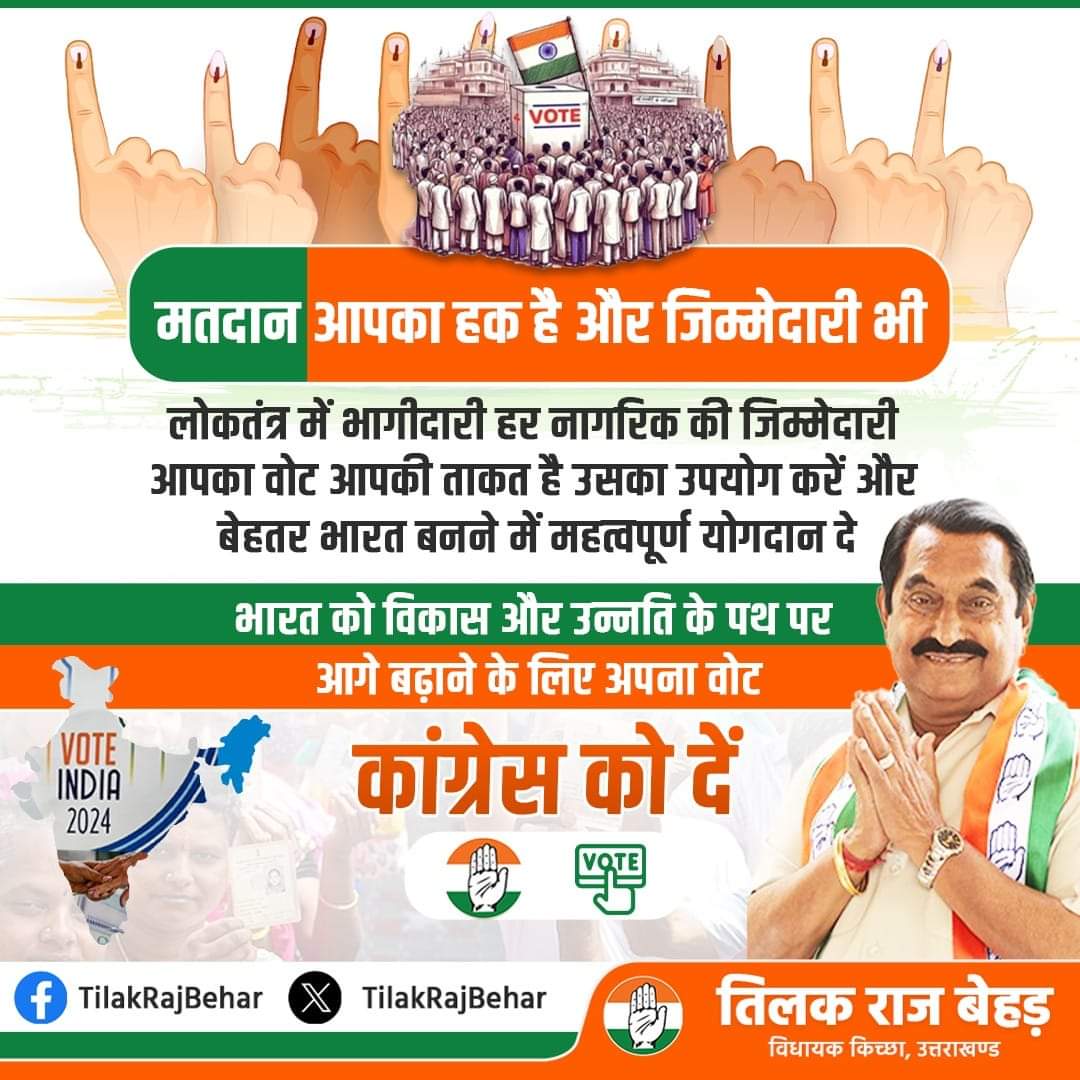 VOTE
मतदान आपका हक है और जिम्मेदारी भी
लोकतंत्र में भागीदारी हर नागरिक की जिम्मेदारी
आपका वोट आपकी ताकत है उसका उपयोग करें और
बेहतर भारत बनने में महत्वपूर्ण योगदान दे
भारत को विकास और उन्नति के पथ पर
आगे बढ़ाने के लिए अपना वोट
कांग्रेस को दें
VOTE
INDIA
2024
VOTE
TilakRajBehar
TilakRajBehar
तिलक राज बेहड़
विधायक किच्छा, उत्तराखण्ड